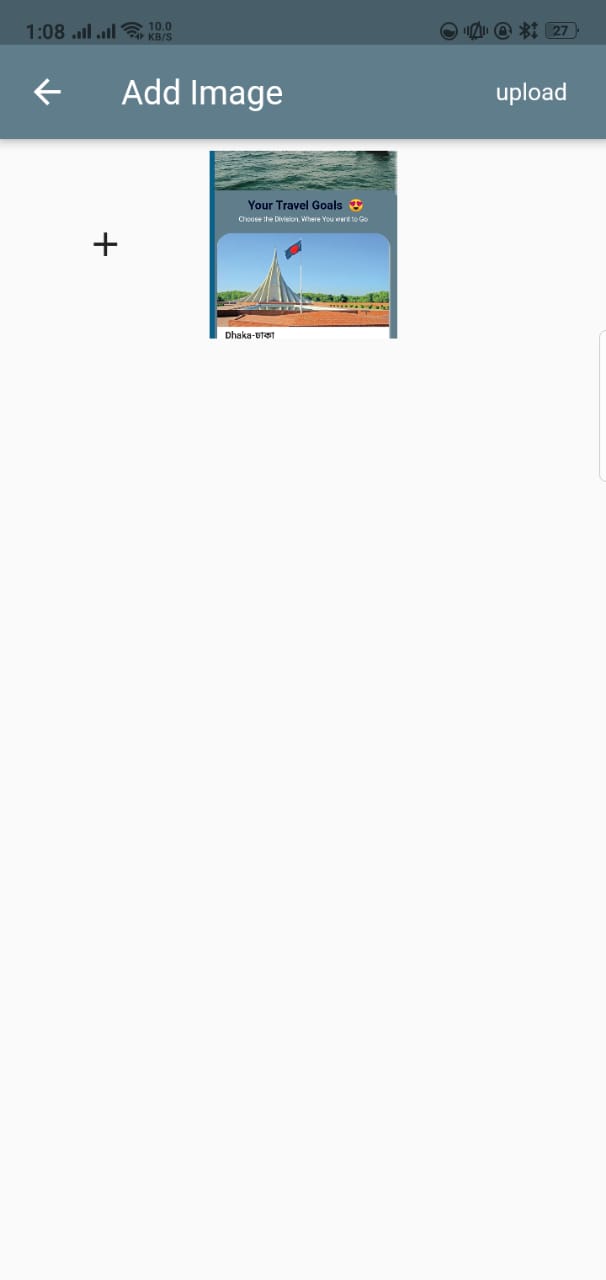 1:08
10.0
KB/S
27
Add Image
upload
+
Your Travel Goals 😍
Choose the Division, Where You want to Go
Dhaka-ঢাকা